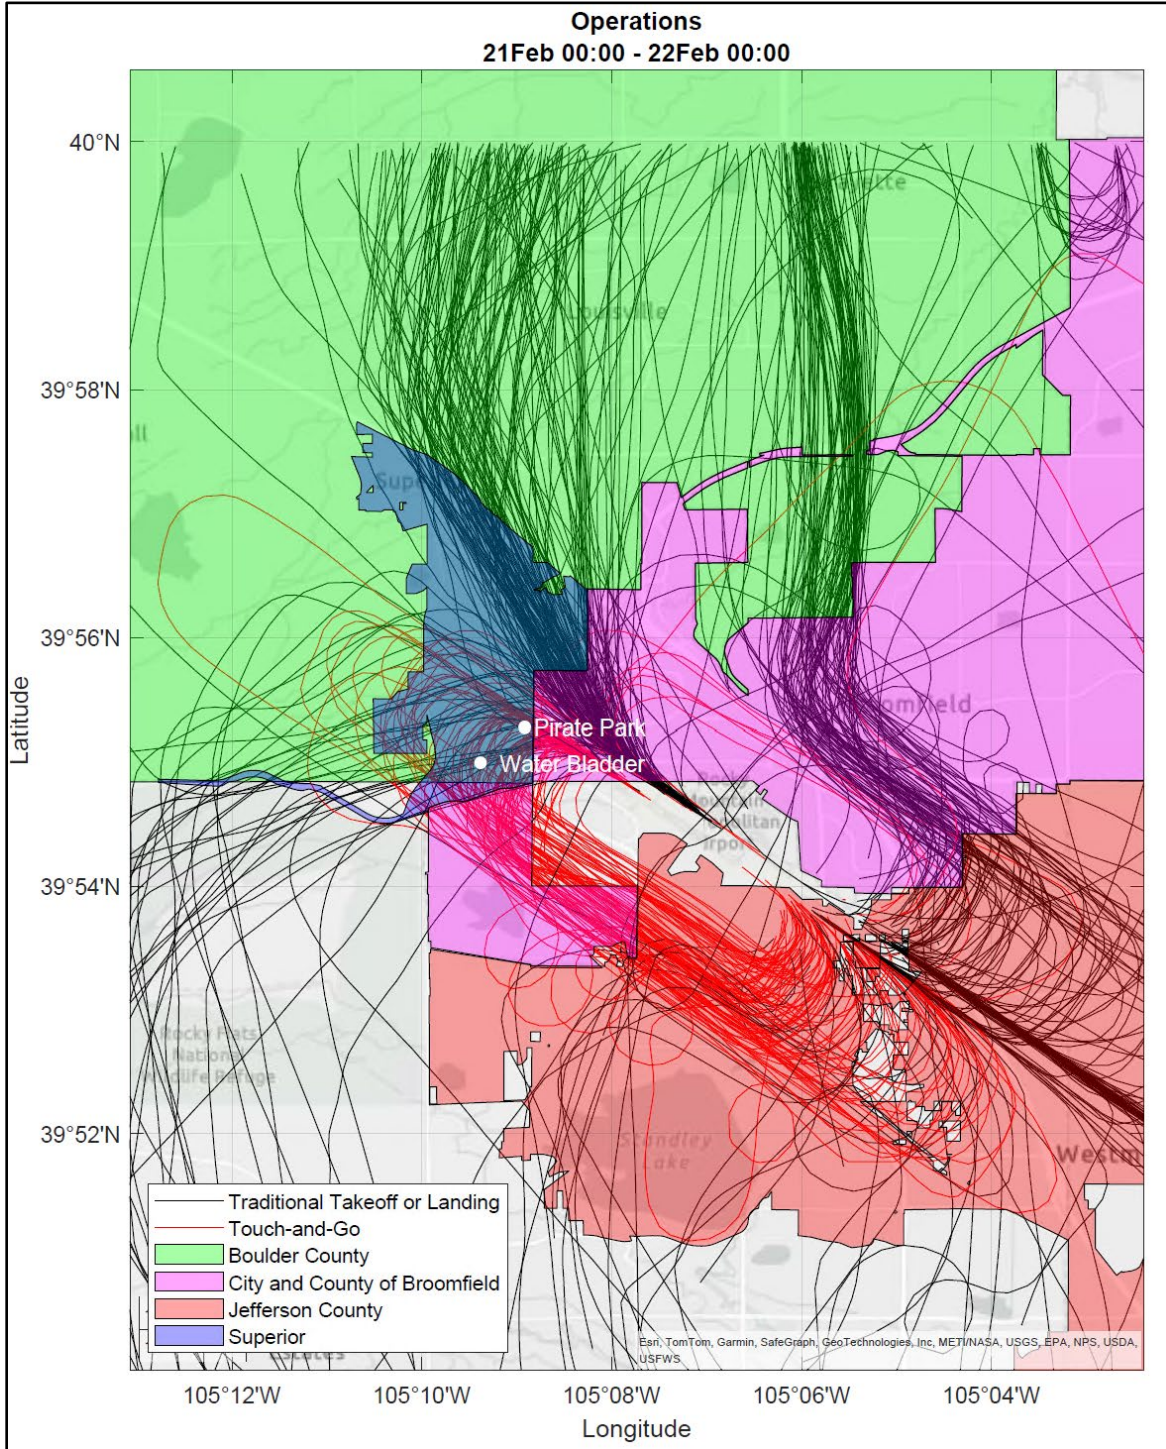 Operations
21Feb 00:00 - 22Feb 00:00
40°N
39°58'N
39°56'N
39°54'N
39°52'N
Latitude
Louisville
Pirate Park
Water Bladder
Rocky Flats
National
Wildlife Refuge
Standley
Lake
Westm
Traditional Takeoff or Landing
Touch-and-Go
Boulder County
City and County of Broomfield
Jefferson County
Superior
Estates
Esri, TomTom, Garmin, SafeGraph, GeoTechnologies, Inc, METI/NASA, USGS, EPA, NPS, USDA,
USFWS
105°12'W
105°10'W
105°08'W
105°06'W
105°04'W
Longitude